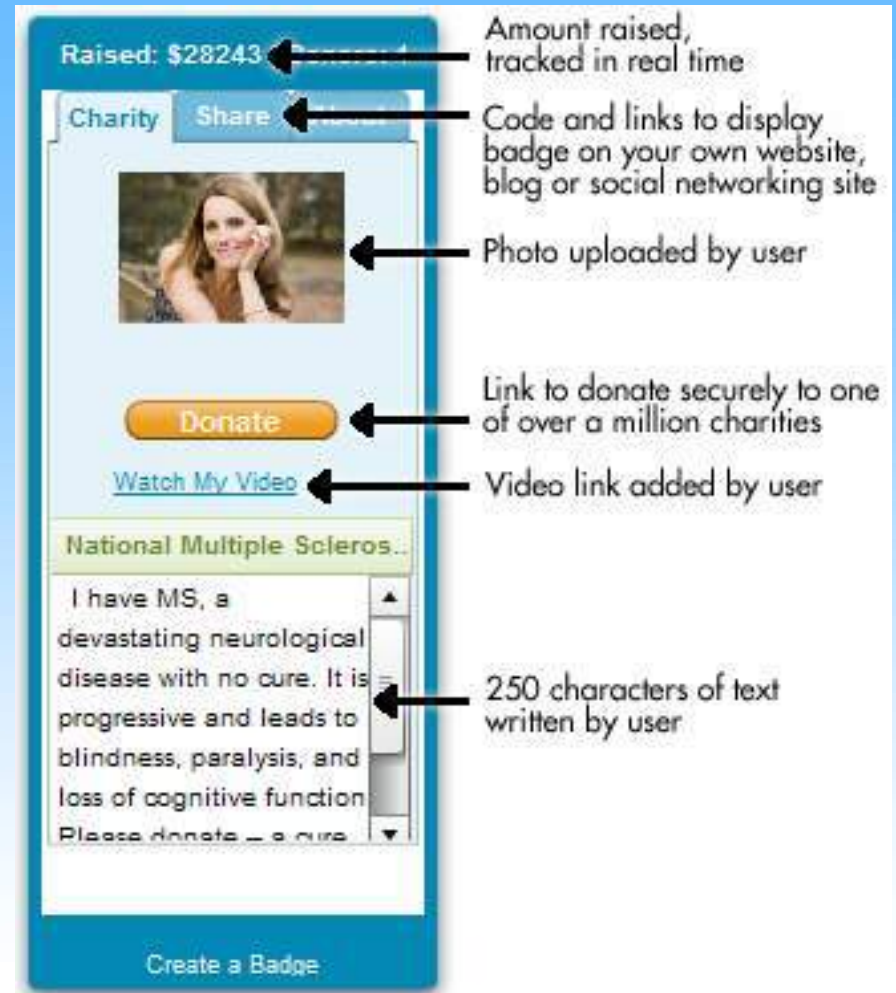 Raised: $28243
Amount raised,
tracked in real time
Charity Share
Code and links to display
badge on your own website,
blog or social networking site
Photo uploaded by user
Donate
Link to donate securely to one
of over a million charities
Watch My Video
Video link added by user
National Multiple Scleros..
I have MS, a
devastating neurological
disease with no cure. It is
progressive and leads to
blindness, paralysis, and
loss of cognitive function
Please donate – a cure
250 characters of text
written by user
Create a Badge